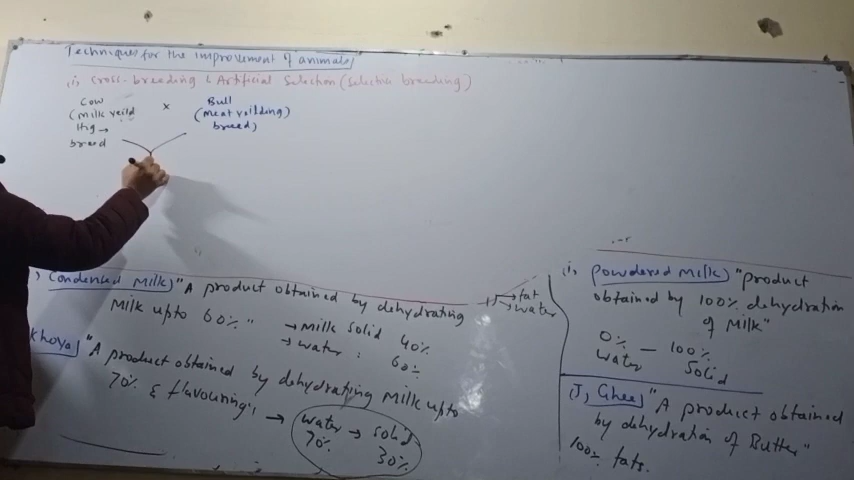 Techniques for the improvement of animals
(i) Cross-breeding & Artificial Selection (Selective breeding)
Cow × Bull
(milk yeild (meat yeilding)
Hig → breed)
breed
→ fat
→ water
Condensed Milk) "A product obtained by dehydrating
Milk upto 60%" → Milk solid 40%
→ water : 60%
khoya) "A product obtained by dehydrating Milk upto
70% & flavouring" → water → solid
70% 30%
(i, Powdered Milk) "product
obtained by 100% dehydration
of Milk"
0% — 100%
water solid
(J, Ghee) "A product obtained
by dehydration of Butter"
100% fats.